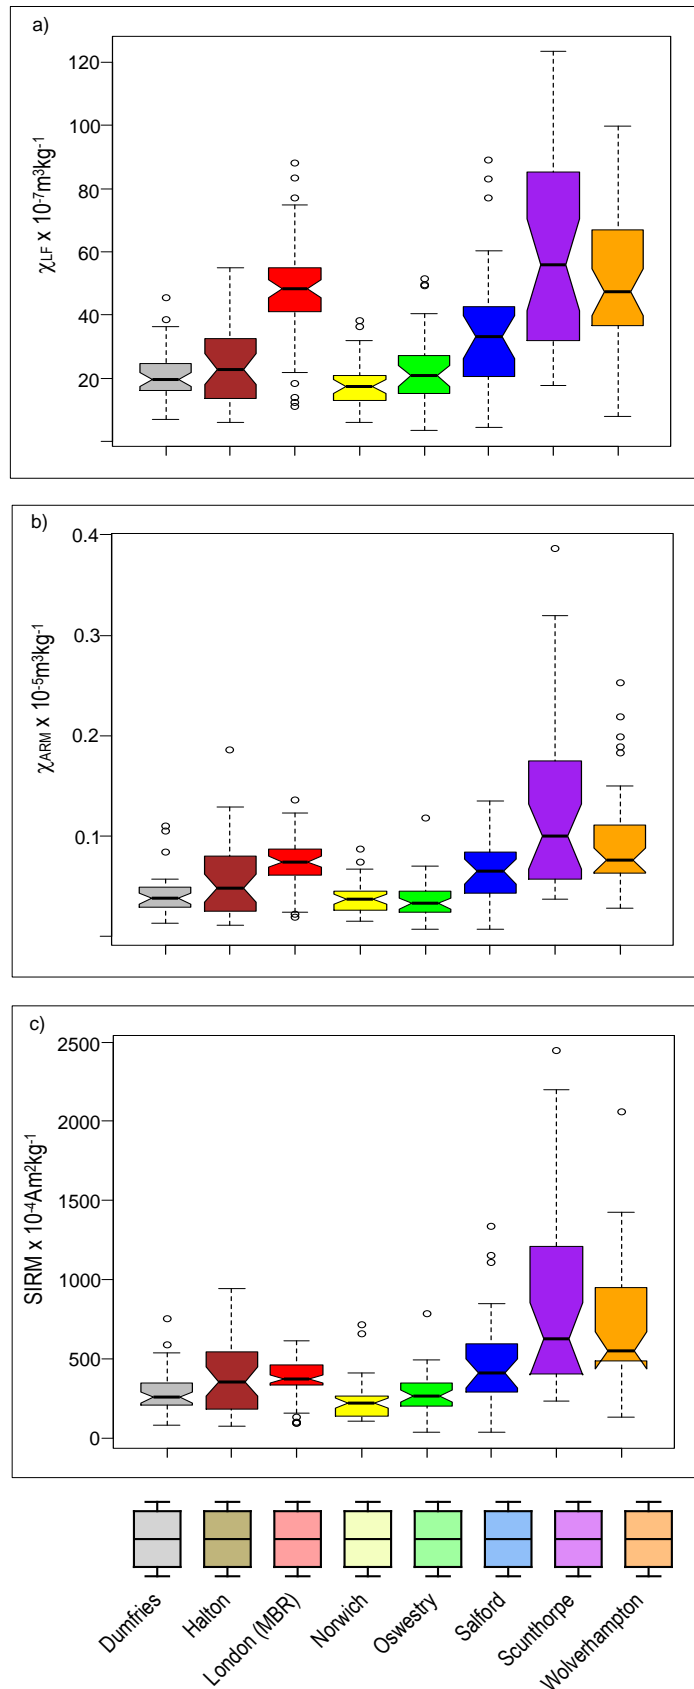 a)
120
100
80
60
40
20
χLF x 10-7m3kg-1
b)
0.4
0.3
0.2
0.1
χARM x 10-5m3kg-1
c)
2500
2000
1500
1000
500
0
SIRM x 10-4Am2kg-1
Dumfries
Halton
London (MBR)
Norwich
Oswestry
Salford
Scunthorpe
Wolverhampton